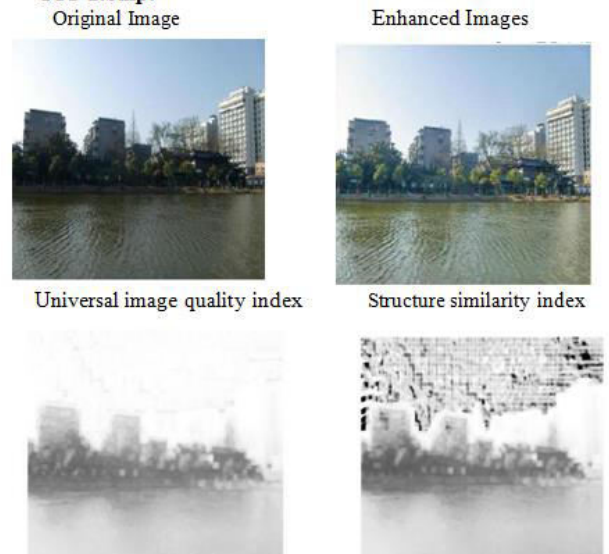 Original Image
Enhanced Images
Universal image quality index
Structure similarity index